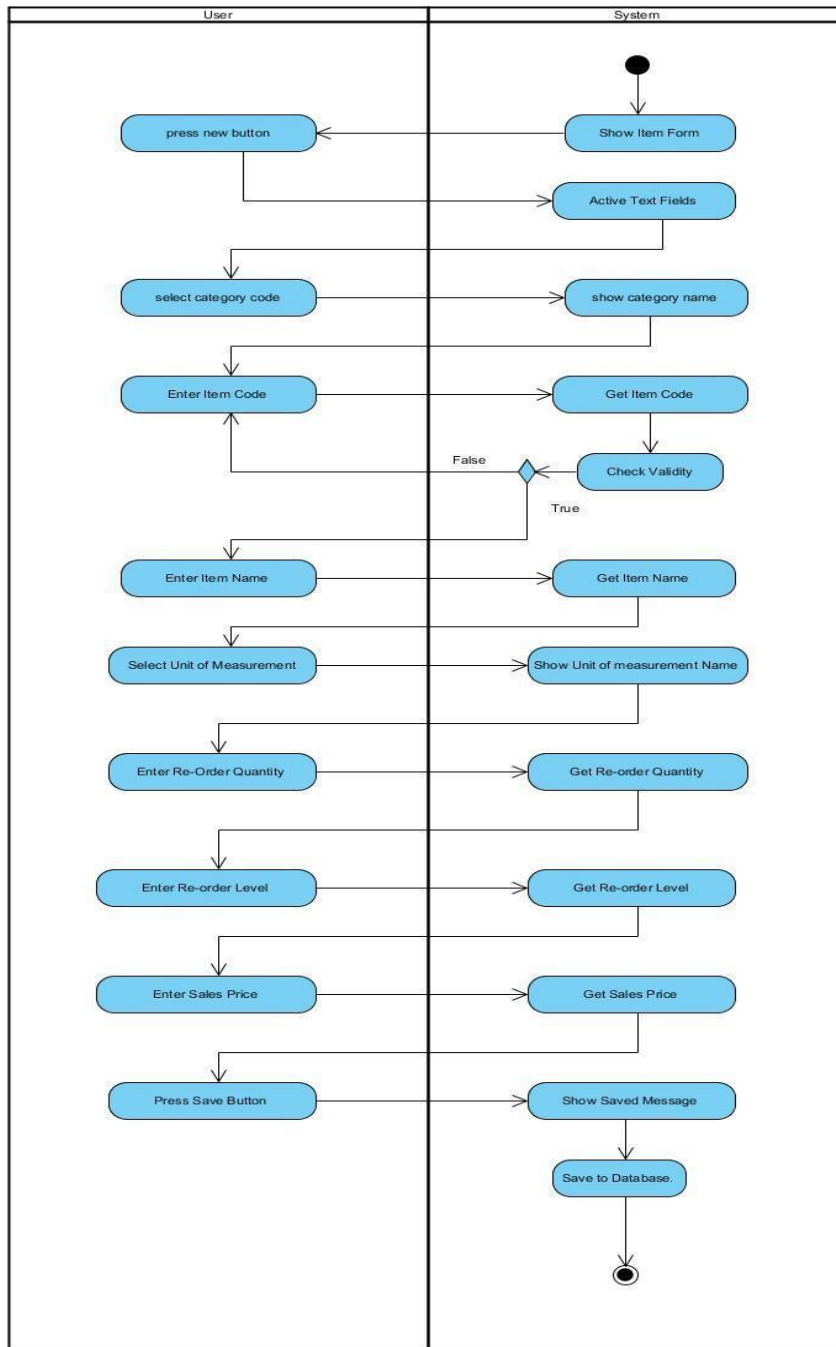 User
System
Show Item Form
press new button
Active Text Fields
select category code
show category name
Enter Item Code
Get Item Code
False
Check Validity
True
Enter Item Name
Get Item Name
Select Unit of Measurement
Show Unit of measurement Name
Enter Re-Order Quantity
Get Re-order Quantity
Enter Re-order Level
Get Re-order Level
Enter Sales Price
Get Sales Price
Press Save Button
Show Saved Message
Save to Database.